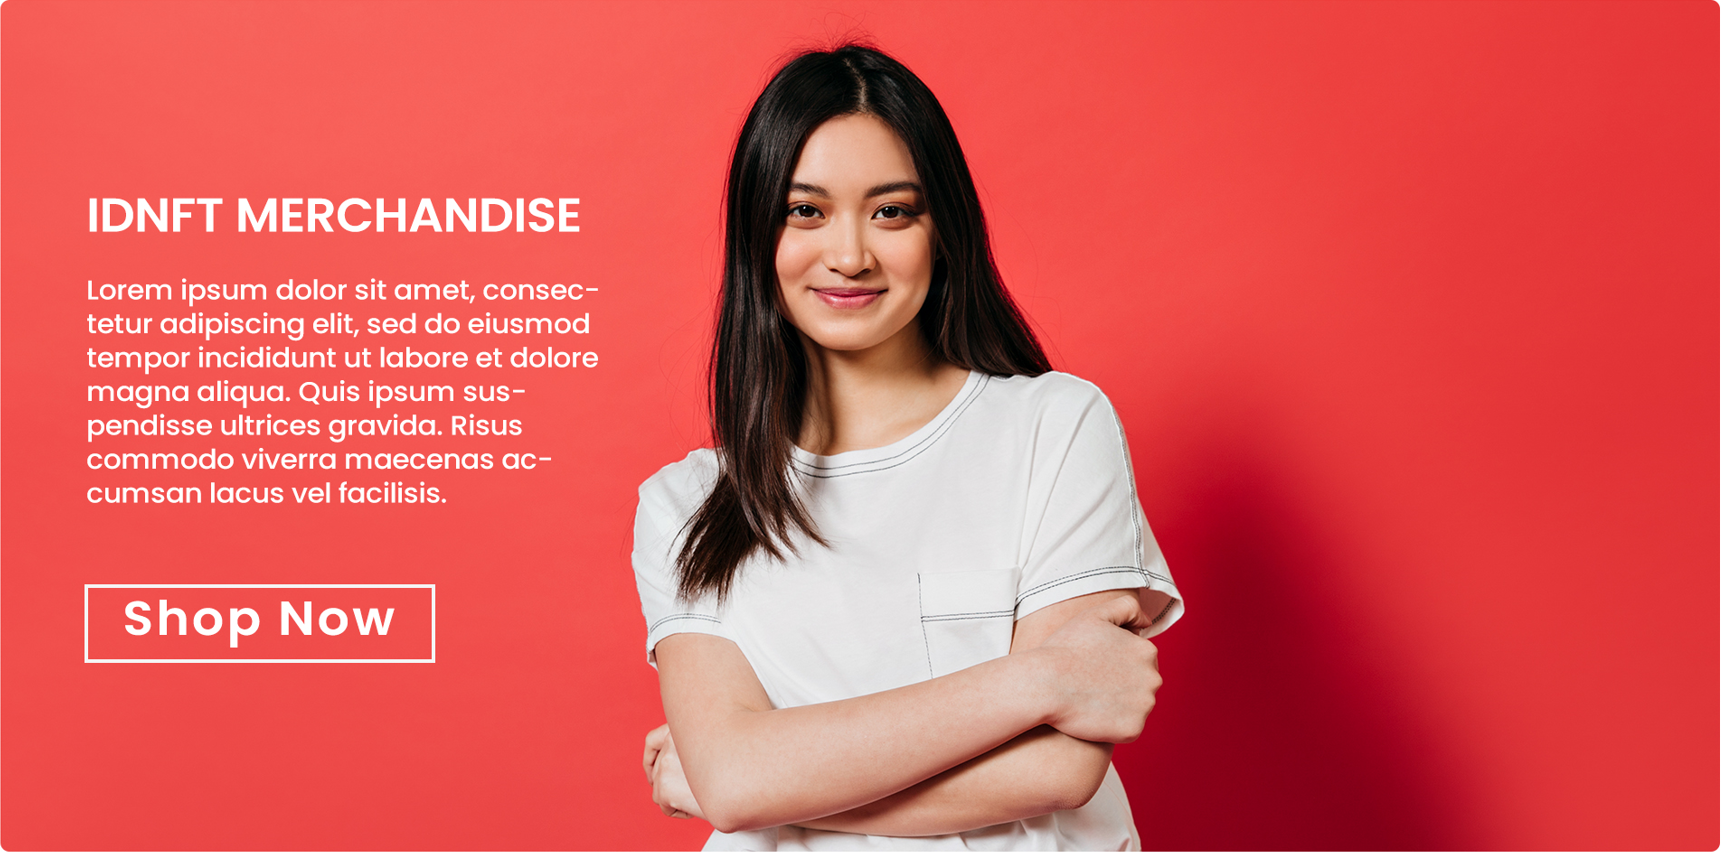 IDNFT MERCHANDISE
Lorem ipsum dolor sit amet, consec-
tetur adipiscing elit, sed do eiusmod
tempor incididunt ut labore et dolore
magna aliqua. Quis ipsum sus-
pendisse ultrices gravida. Risus
commodo viverra maecenas ac-
cumsan lacus vel facilisis.
Shop Now